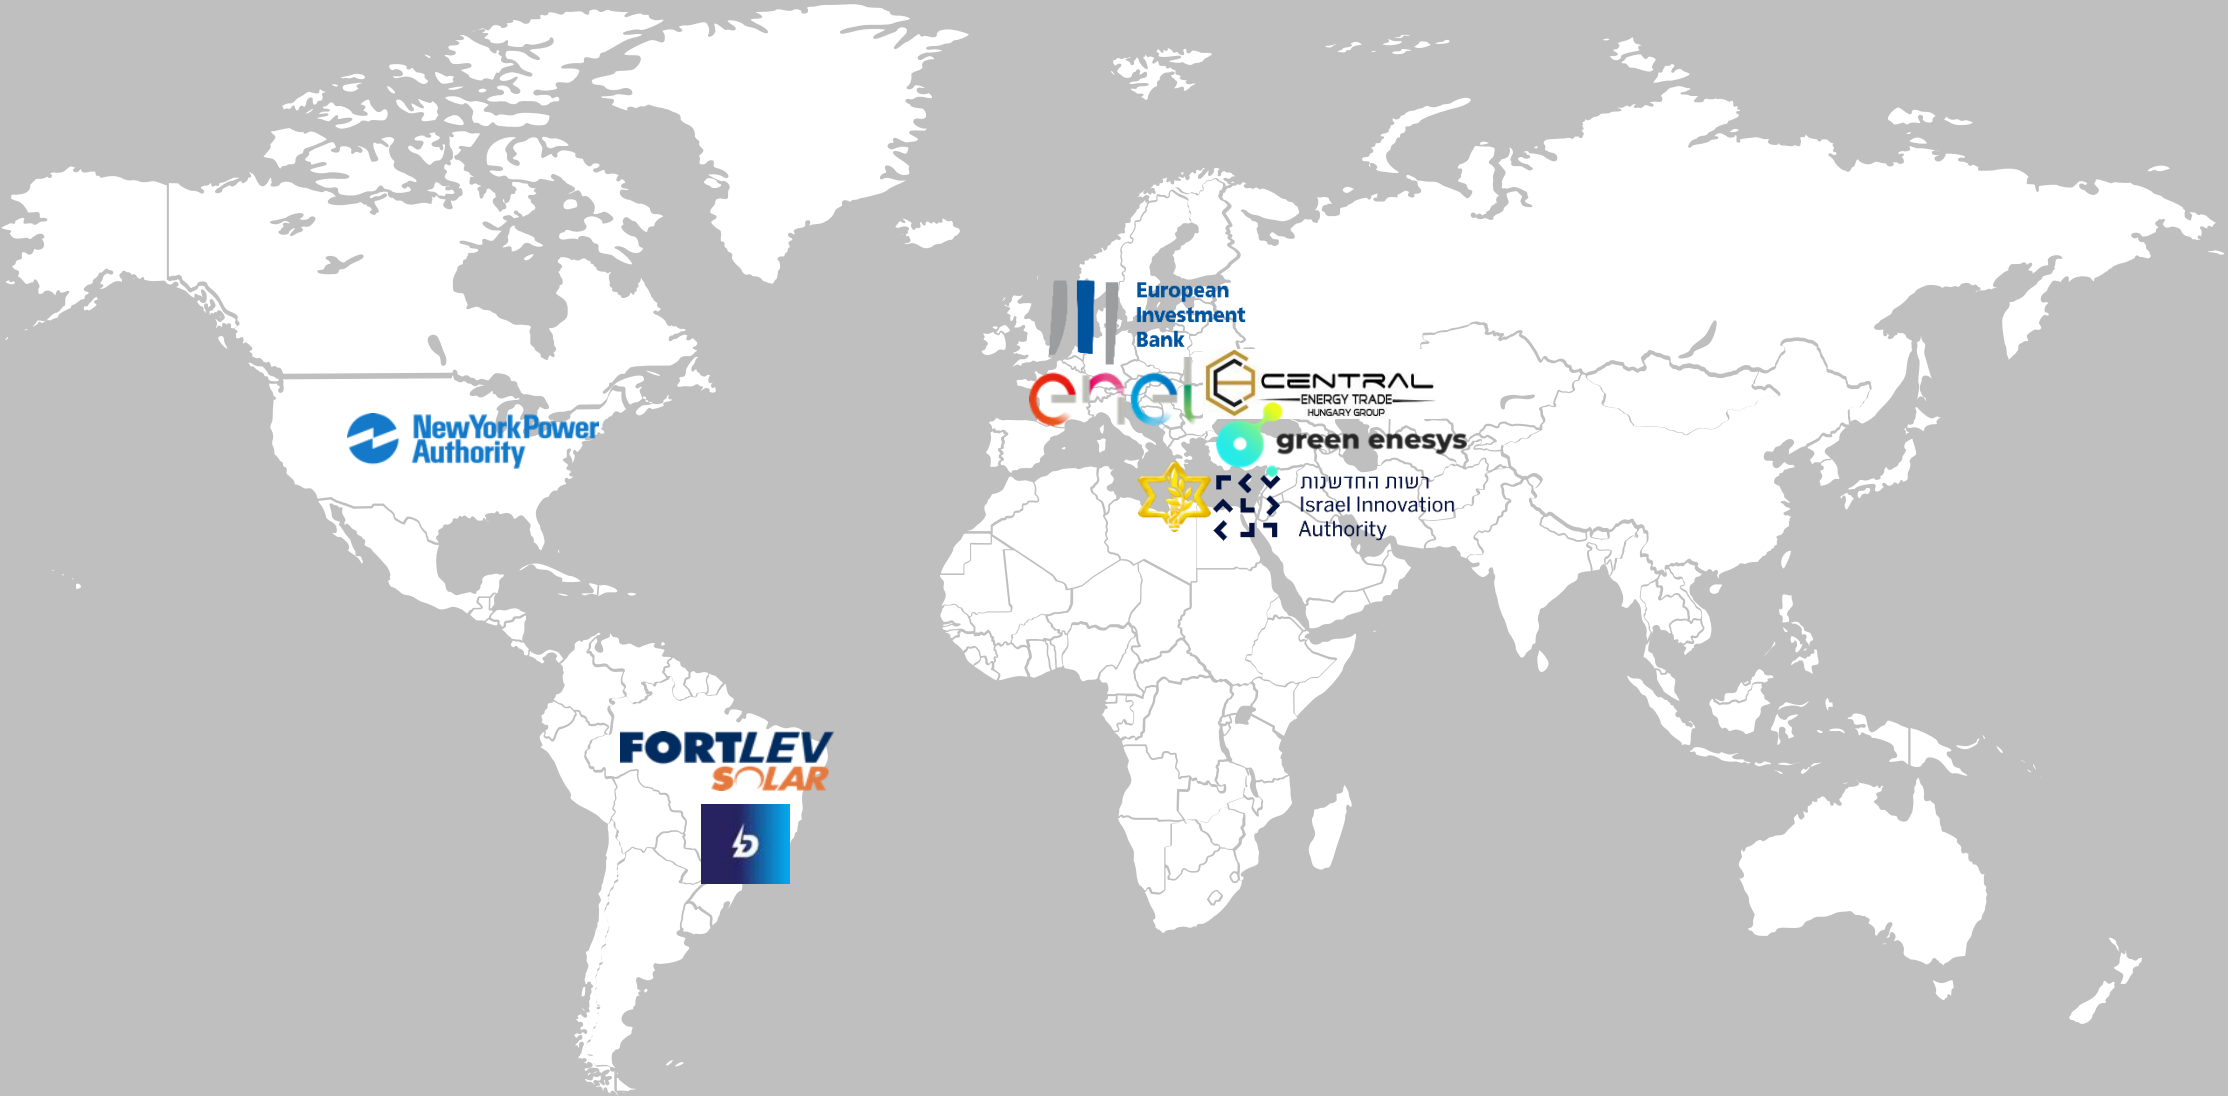 European
Investment
Bank
enel
CENTRAL
ENERGY TRADE
HUNGARY GROUP
NewYorkPower
Authority
green enesys
רשות החדשנות
Israel Innovation
Authority
FORTLEV
SOLAR
D